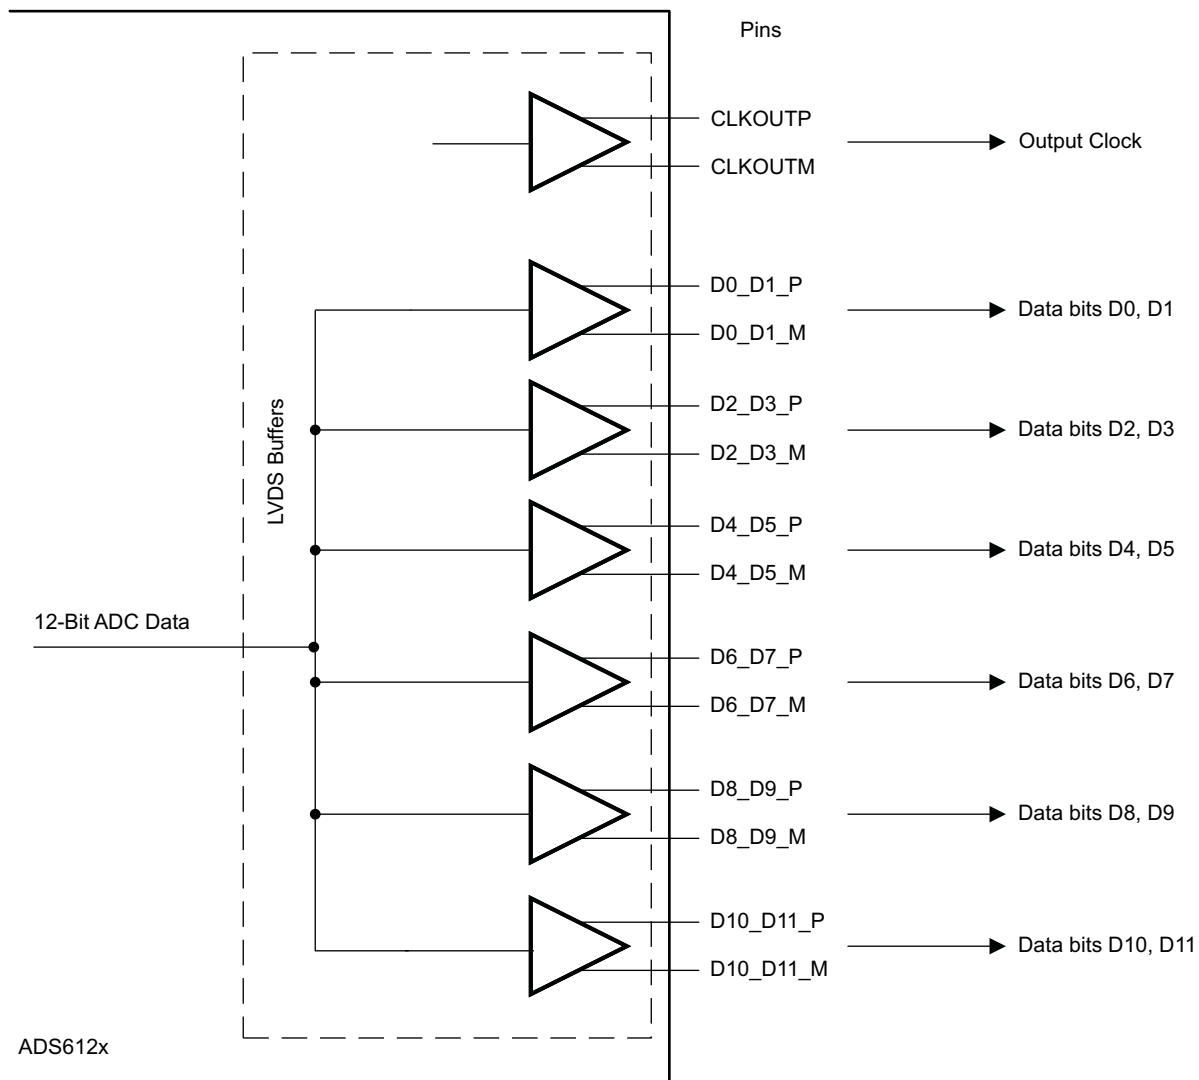 Pins
CLKOUTP
CLKOUTM
Output Clock
D0_D1_P
D0_D1_M
Data bits D0, D1
D2_D3_P
D2_D3_M
Data bits D2, D3
LVDS Buffers
D4_D5_P
D4_D5_M
Data bits D4, D5
12-Bit ADC Data
D6_D7_P
D6_D7_M
Data bits D6, D7
D8_D9_P
D8_D9_M
Data bits D8, D9
D10_D11_P
D10_D11_M
Data bits D10, D11
ADS612x